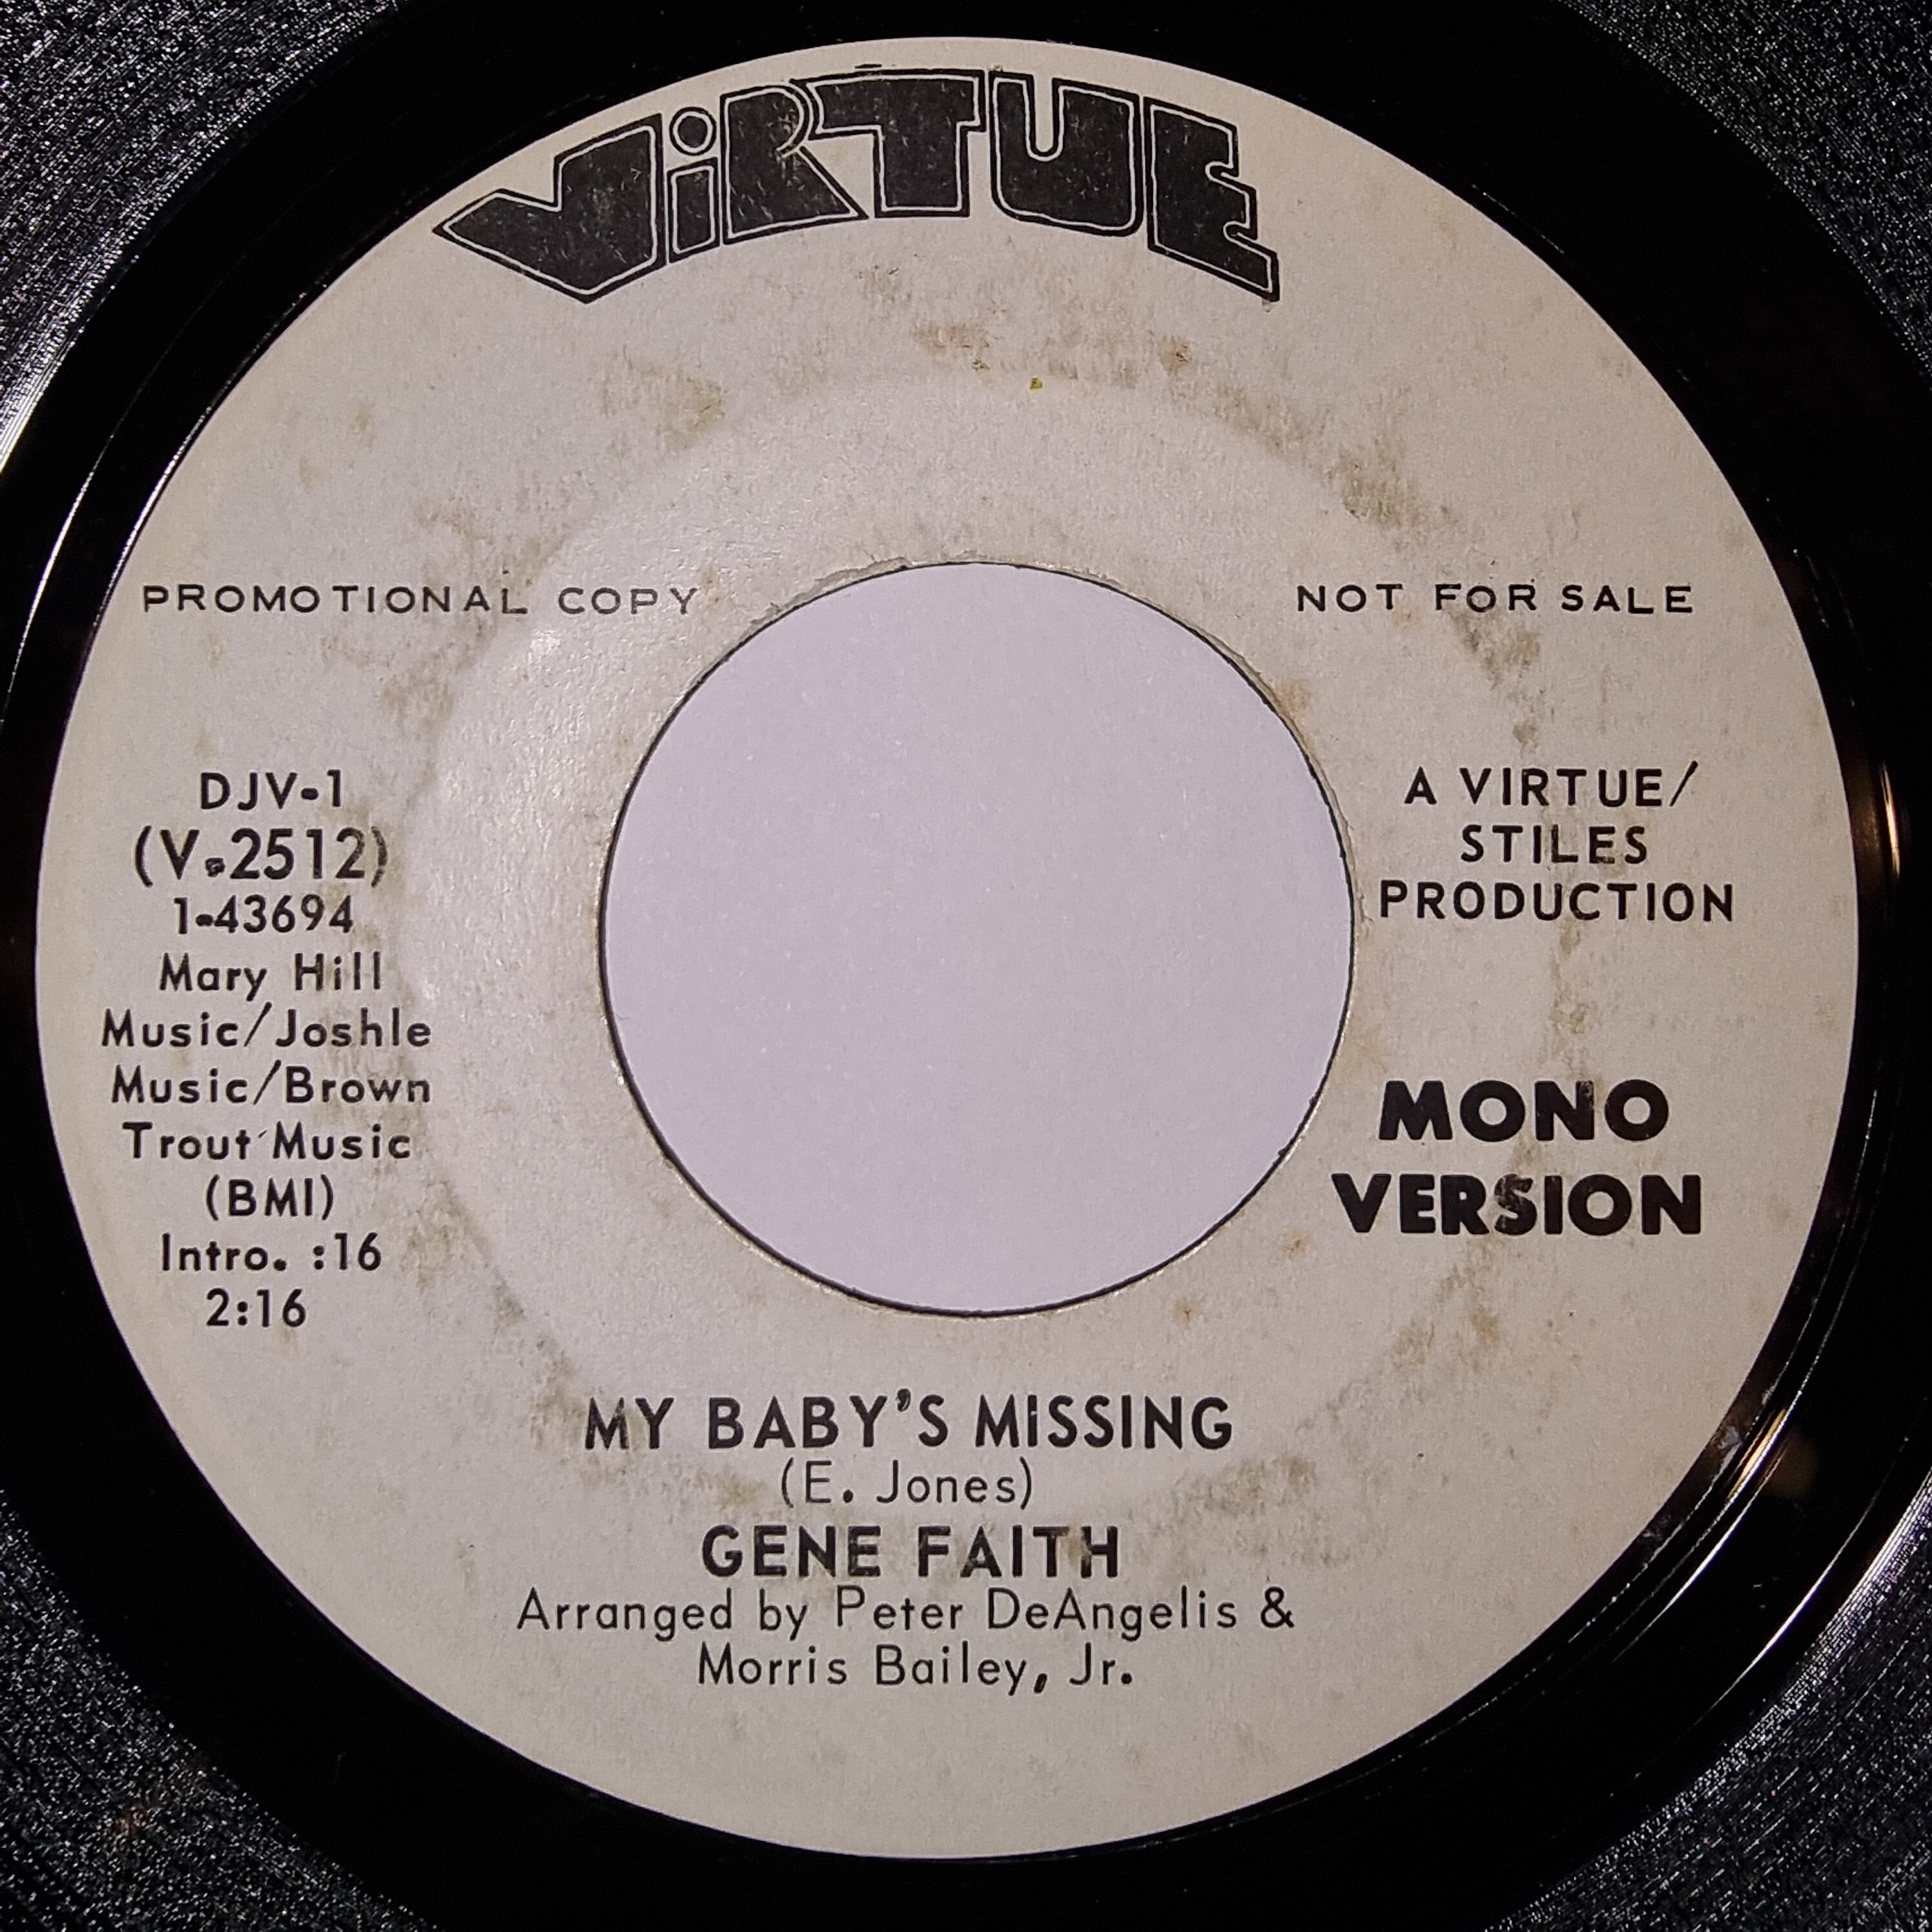 ViRTUE
PROMOTIONAL COPY
NOT FOR SALE
DJV-1
(V.2512)
1-43694
Mary Hill
Music/Joshle
Music/Brown
Trout Music
(BMI)
Intro. :16
2:16
A VIRTUE/
STILES
PRODUCTION
MONO
VERSION
MY BABY'S MISSING
(E. Jones)
GENE FAITH
Arranged by Peter DeAngelis &
Morris Bailey, Jr.